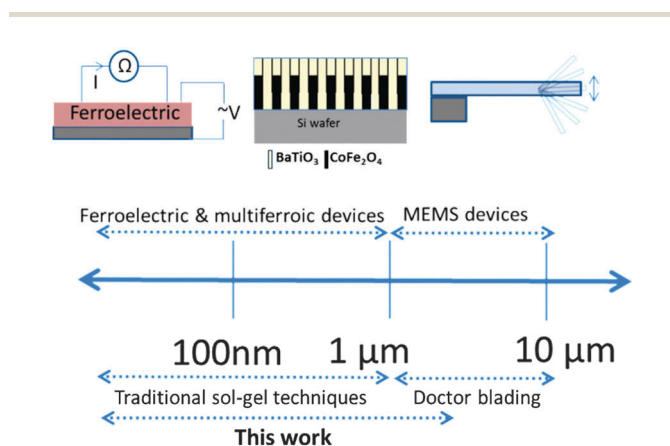 Ω
I
Ferroelectric
~V
Si wafer
BaTiO₃ CoFe₂O₄
Ferroelectric & multiferroic devices MEMS devices
100nm 1 μm 10 μm
Traditional sol-gel techniques Doctor blading
This work